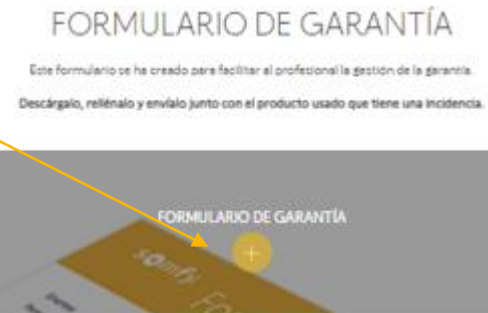 FORMULARIO DE GARANTÍA
Este formulario se ha creado para facilitar al profesional la gestión de la garantía.
Descárgalo, rellénalo y envíalo junto con el producto usado que tiene una incidencia.
FORMULARIO DE GARANTÍA
+
somfy